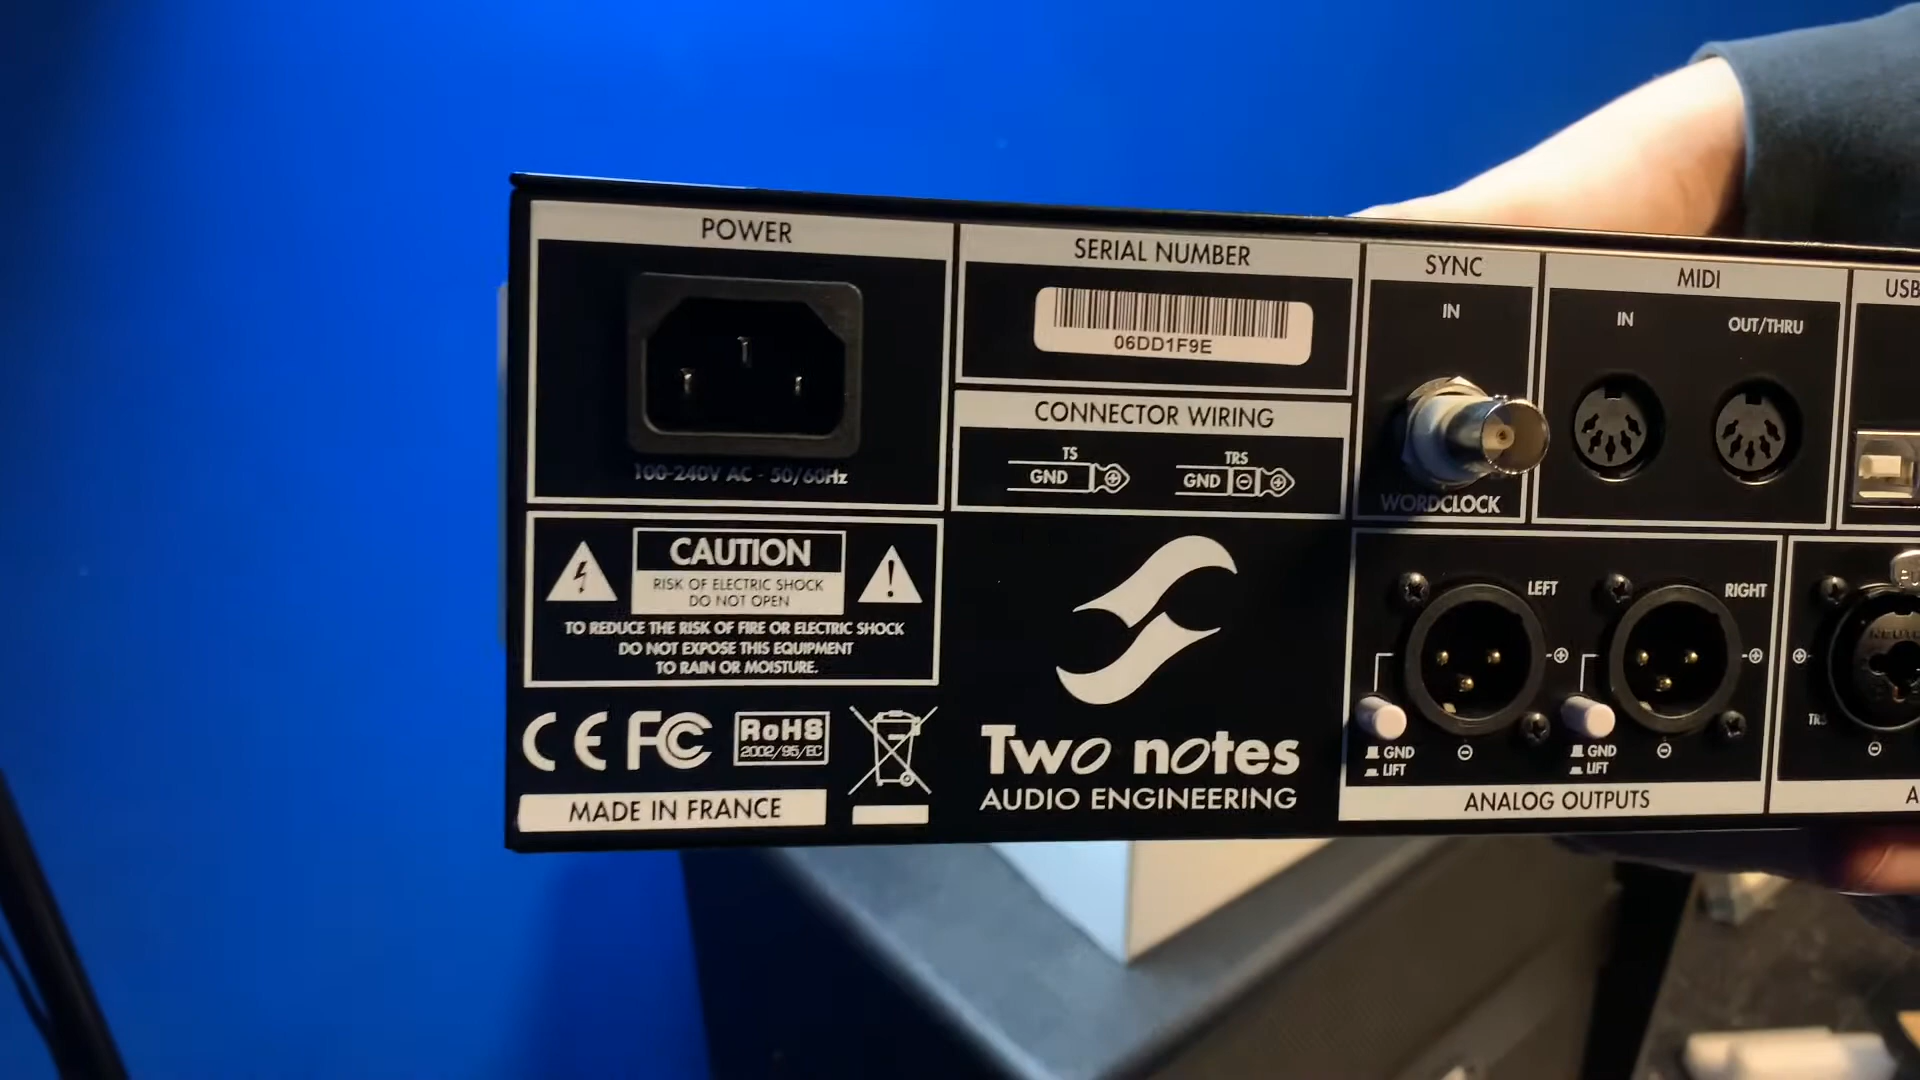 POWER
100-240V AC - 50/60Hz
SERIAL NUMBER
06DD1F9E
CONNECTOR WIRING
TS
GND
TRS
GND
SYNC
IN
WORDCLOCK
MIDI
IN
OUT/THRU
USB
CAUTION
RISK OF ELECTRIC SHOCK
DO NOT OPEN
TO REDUCE THE RISK OF FIRE OR ELECTRIC SHOCK
DO NOT EXPOSE THIS EQUIPMENT
TO RAIN OR MOISTURE.
CE FC
RoHS
2002/95/EC
MADE IN FRANCE
Two notes
AUDIO ENGINEERING
LEFT
GND
LIFT
RIGHT
GND
LIFT
ANALOG OUTPUTS